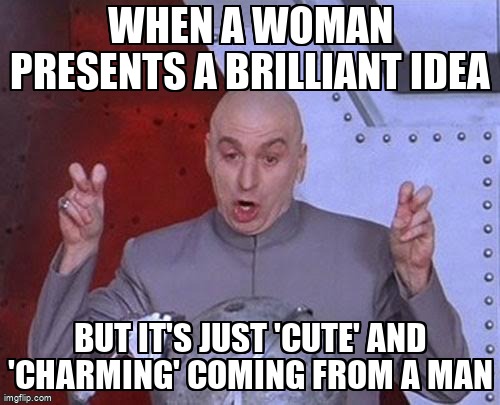 WHEN A WOMAN
PRESENTS A BRILLIANT IDEA
BUT IT'S JUST 'CUTE' AND
'CHARMING' COMING FROM A MAN
imgflip.com